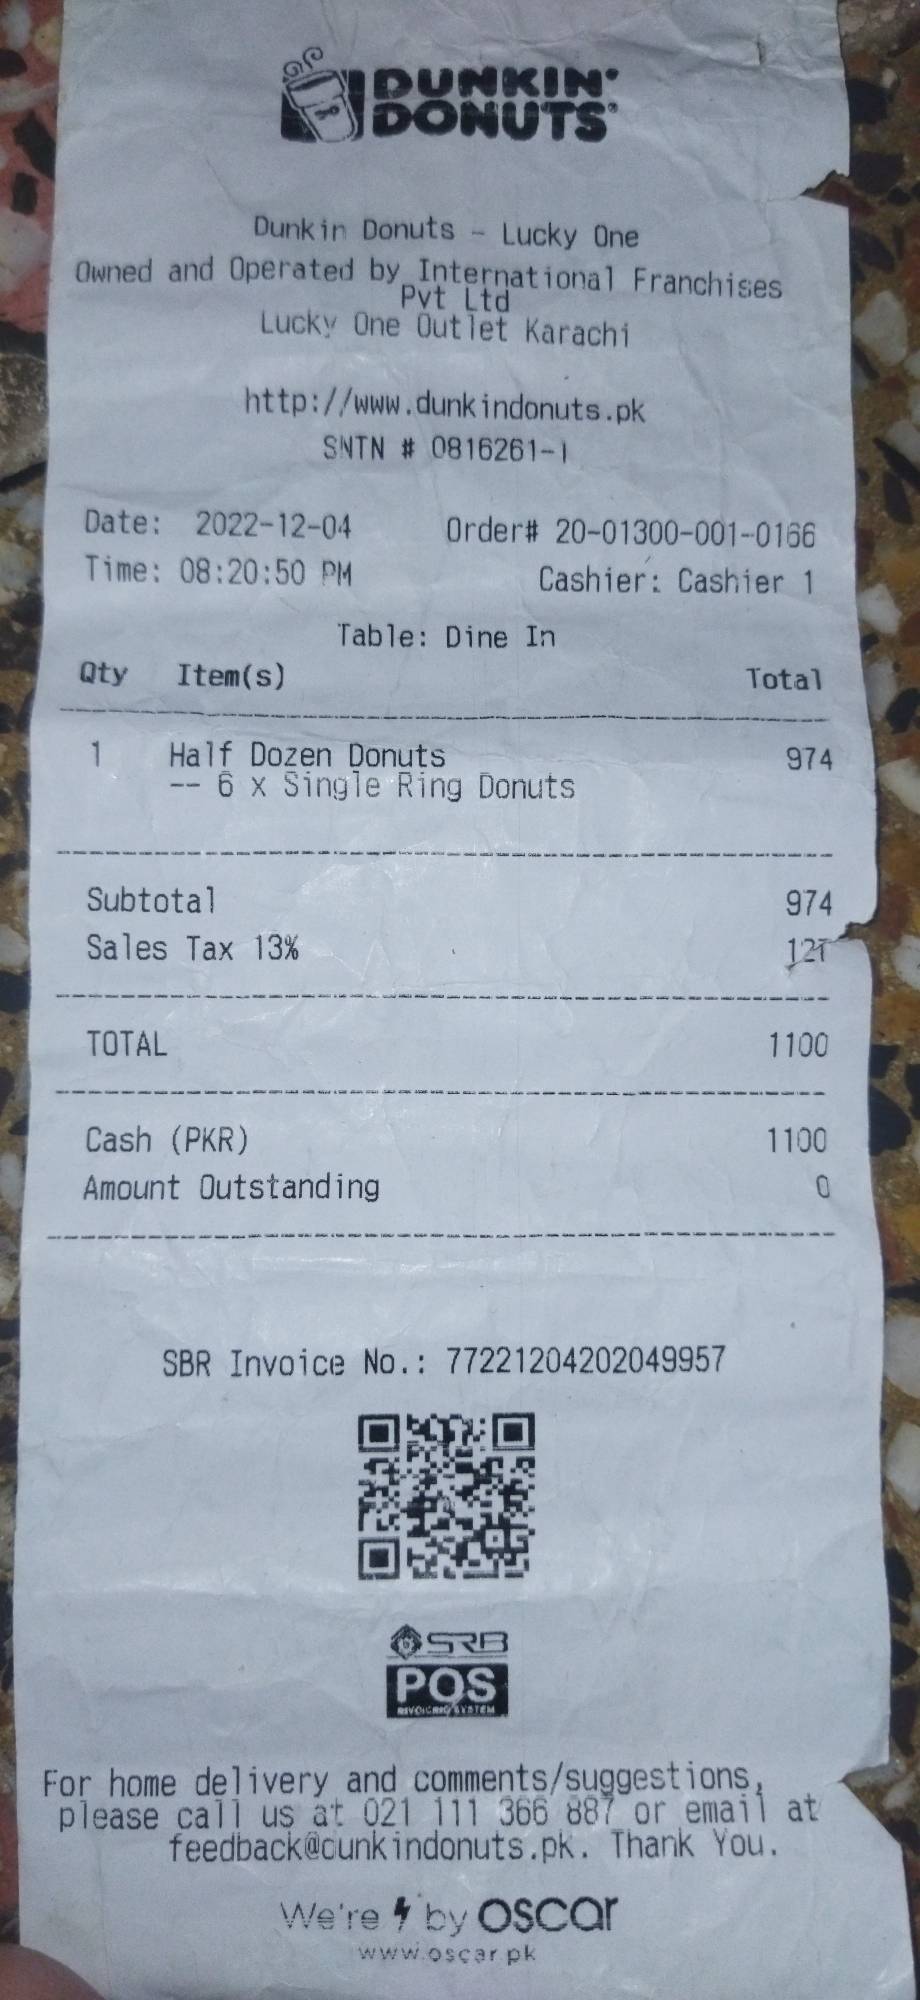 DUNKIN'
DONUTS
Dunkin Donuts - Lucky One
Owned and Operated by International Franchises
Pvt Ltd
Lucky One Outlet Karachi
http://www.dunkindonuts.pk
SNTN # 0816261-1
Date: 2022-12-04 Order# 20-01300-001-0166
Time: 08:20:50 PM Cashier: Cashier 1
Table: Dine In
Qty Item(s) Total
1 Half Dozen Donuts 974
-- 6 x Single Ring Donuts
Subtotal 974
Sales Tax 13% 127
TOTAL 1100
Cash (PKR) 1100
Amount Outstanding 0
SBR Invoice No.: 77221204202049957
SRB
POS
INVOICING SYSTEM
For home delivery and comments/suggestions,
please call us at 021 111 366 887 or email at
feedback@dunkindonuts.pk. Thank You.
We're by oscar
www.oscar.pk